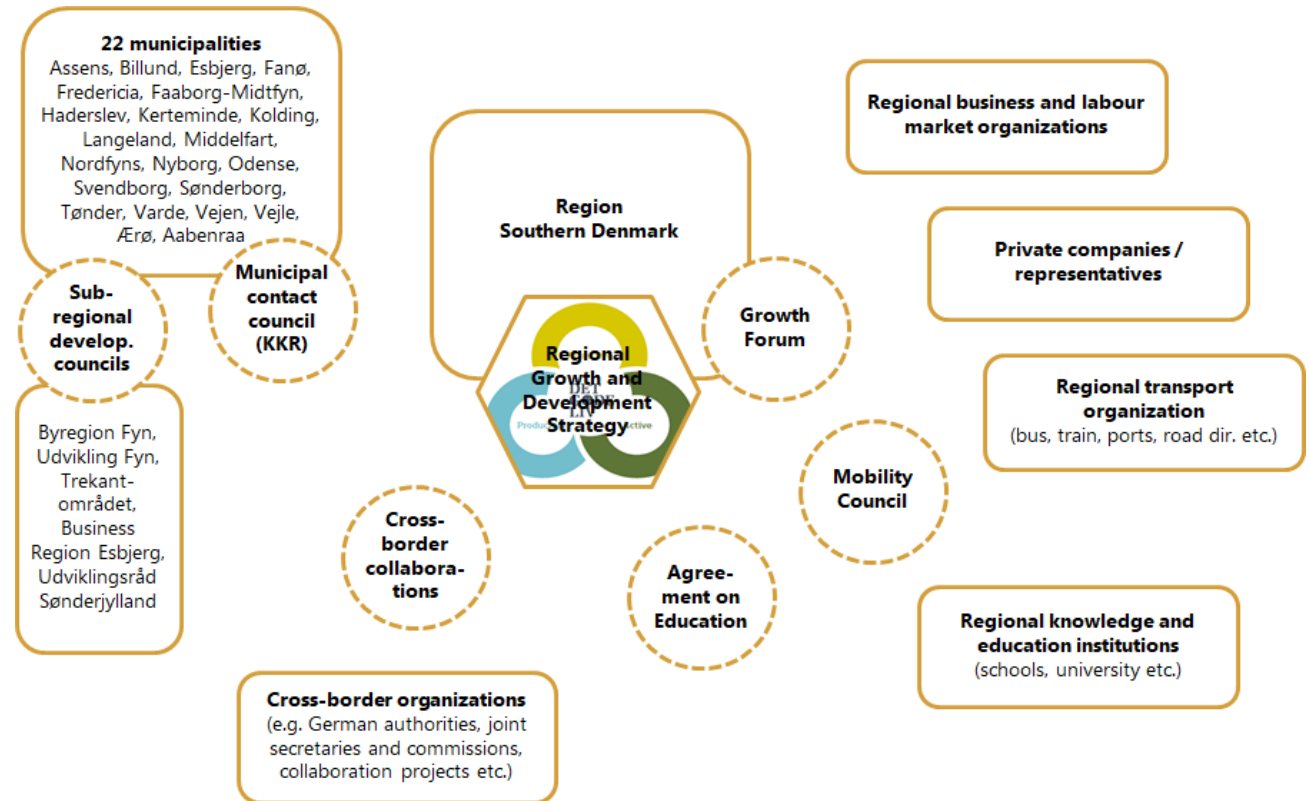 22 municipalities
Assens, Billund, Esbjerg, Fanø,
Fredericia, Faaborg-Midtfyn,
Haderslev, Kerteminde, Kolding,
Langeland, Middelfart,
Nordfyns, Nyborg, Odense,
Svendborg, Sønderborg,
Tønder, Varde, Vejen, Vejle,
Ærø, Aabenraa
Sub-
regional
develop.
councils
Municipal
contact
council
(KKR)
Byregion Fyn,
Udvikling Fyn,
Trekant-
området,
Business
Region Esbjerg,
Udviklingsråd
Sønderjylland
Region
Southern Denmark
Regional
Growth and
Development
Strategy
DET
GODE
LIV
Growth
Forum
Mobility
Council
Agree-
ment on
Education
Cross-
border
collabora-
tions
Cross-border organizations
(e.g. German authorities, joint
secretaries and commissions,
collaboration projects etc.)
Regional business and labour
market organizations
Private companies /
representatives
Regional transport
organization
(bus, train, ports, road dir. etc.)
Regional knowledge and
education institutions
(schools, university etc.)